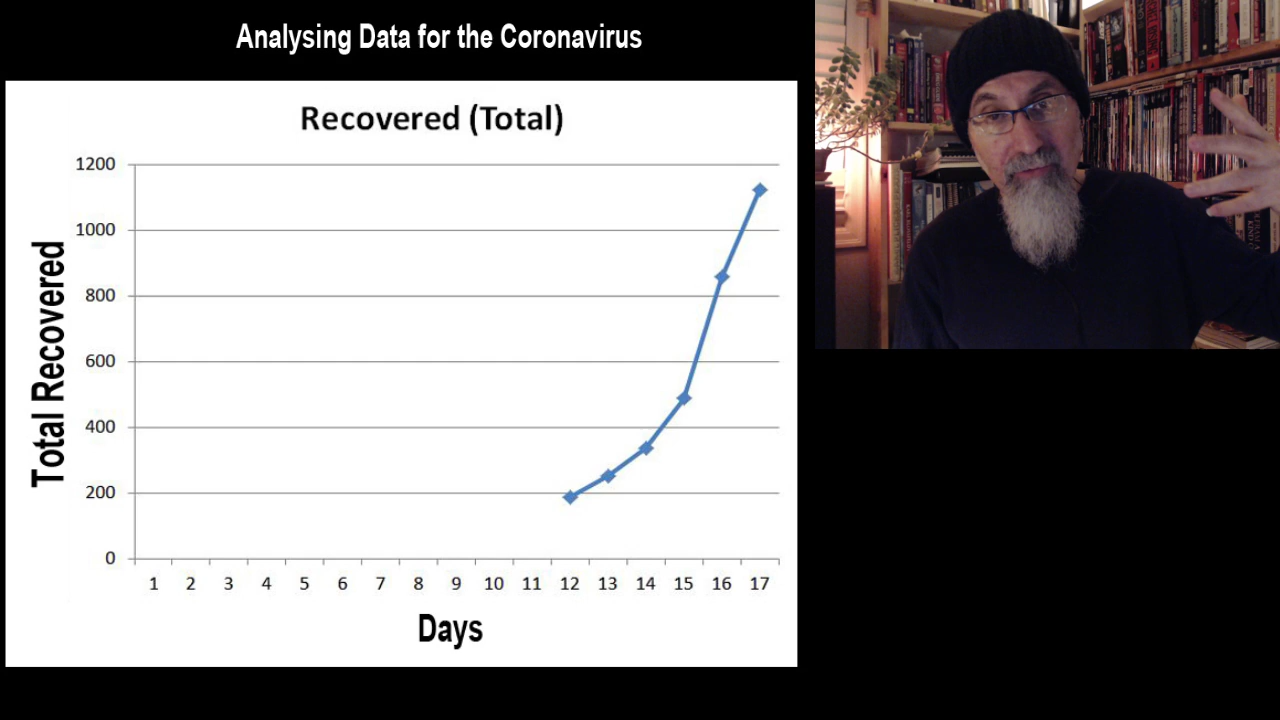 Analysing Data for the Coronavirus
Recovered (Total)
1200
1000
800
600
400
200
0
Total Recovered
1 2 3 4 5 6 7 8 9 10 11 12 13 14 15 16 17
Days